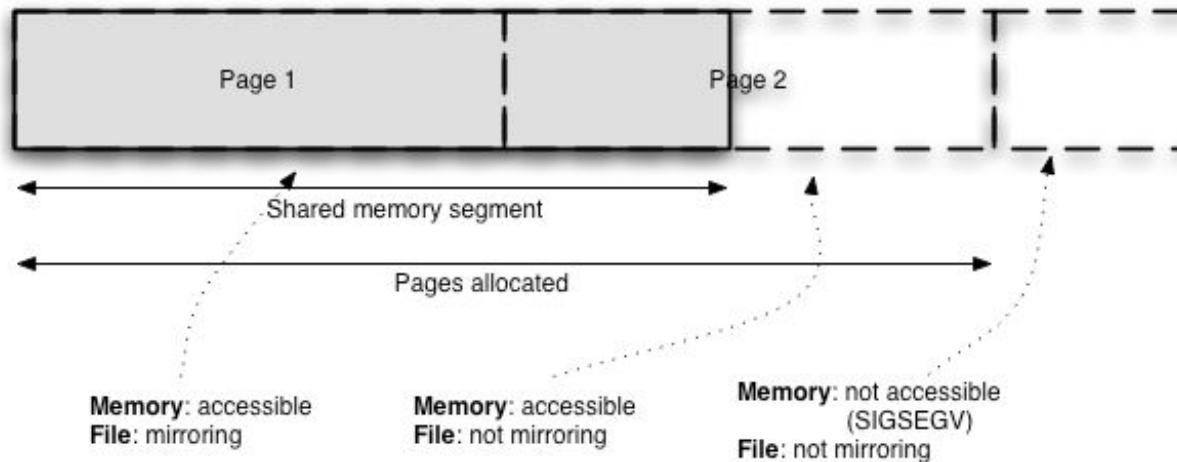 Page 1
Page 2
Shared memory segment
Pages allocated
Memory: accessible
File: mirroring
Memory: accessible
File: not mirroring
Memory: not accessible
(SIGSEGV)
File: not mirroring